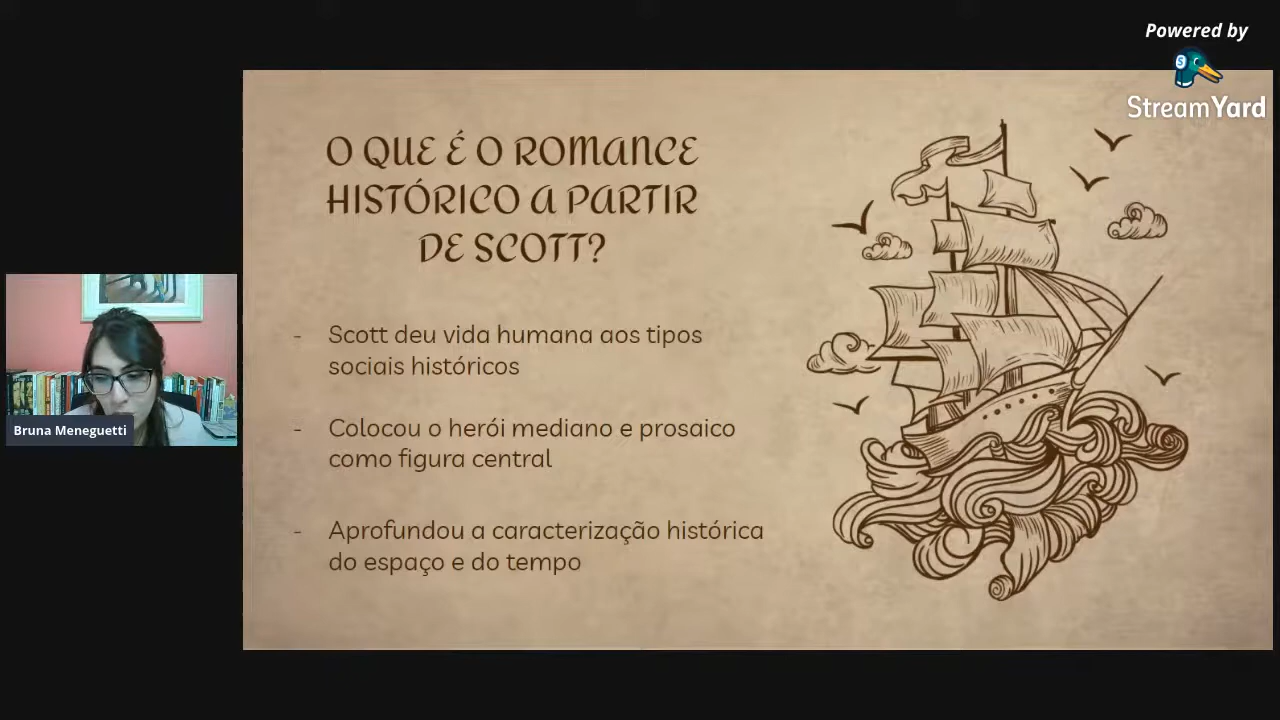 Powered by
StreamYard
O QUE É O ROMANCE
HISTÓRICO A PARTIR
DE SCOTT?
- Scott deu vida humana aos tipos
sociais históricos
- Colocou o herói mediano e prosaico
como figura central
- Aprofundou a caracterização histórica
do espaço e do tempo
Bruna Meneguetti